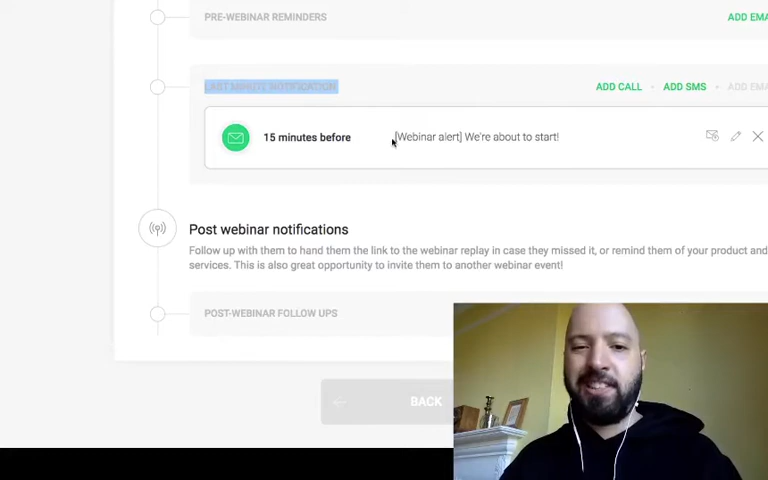 PRE-WEBINAR REMINDERS ADD EMA
LAST MINUTE NOTIFICATION ADD CALL • ADD SMS • ADD EMA
15 minutes before [Webinar alert] We're about to start!
Post webinar notifications
Follow up with them to hand them the link to the webinar replay in case they missed it, or remind them of your product and
services. This is also great opportunity to invite them to another webinar event!
POST-WEBINAR FOLLOW UPS
BACK